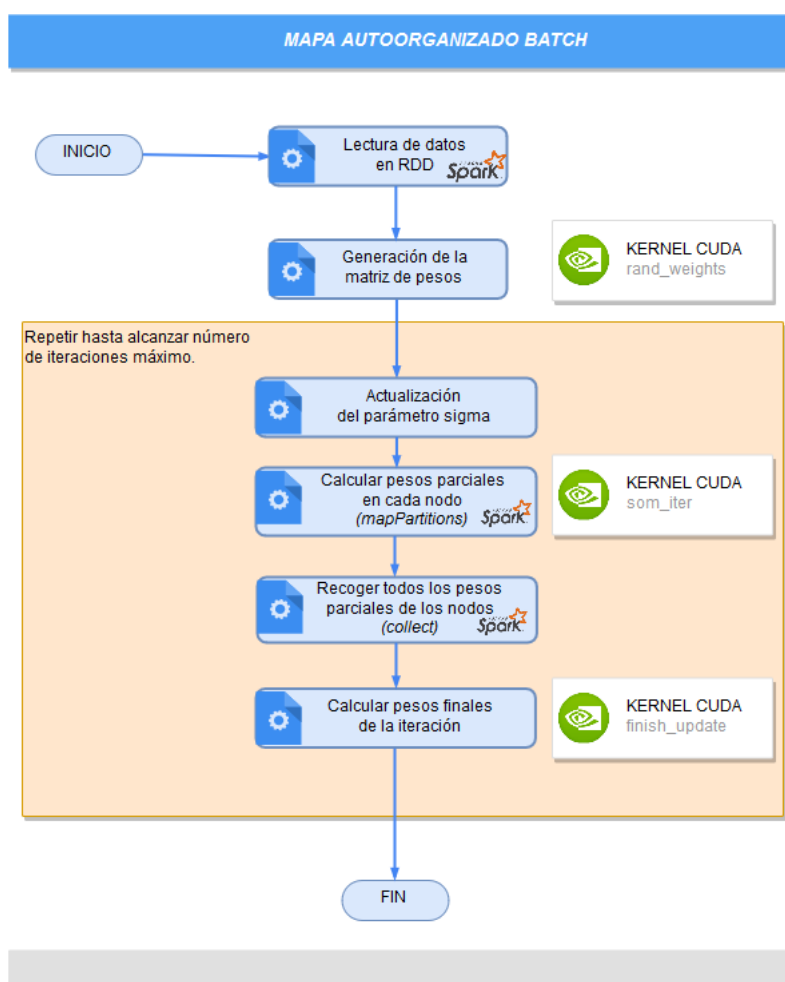 MAPA AUTOORGANIZADO BATCH
INICIO
Lectura de datos
en RDD
Spark
Generación de la
matriz de pesos
KERNEL CUDA
rand_weights
Repetir hasta alcanzar número
de iteraciones máximo.
Actualización
del parámetro sigma
Calcular pesos parciales
en cada nodo
(mapPartitions)
Spark
KERNEL CUDA
som_iter
Recoger todos los pesos
parciales de los nodos
(collect)
Spark
Calcular pesos finales
de la iteración
KERNEL CUDA
finish_update
FIN